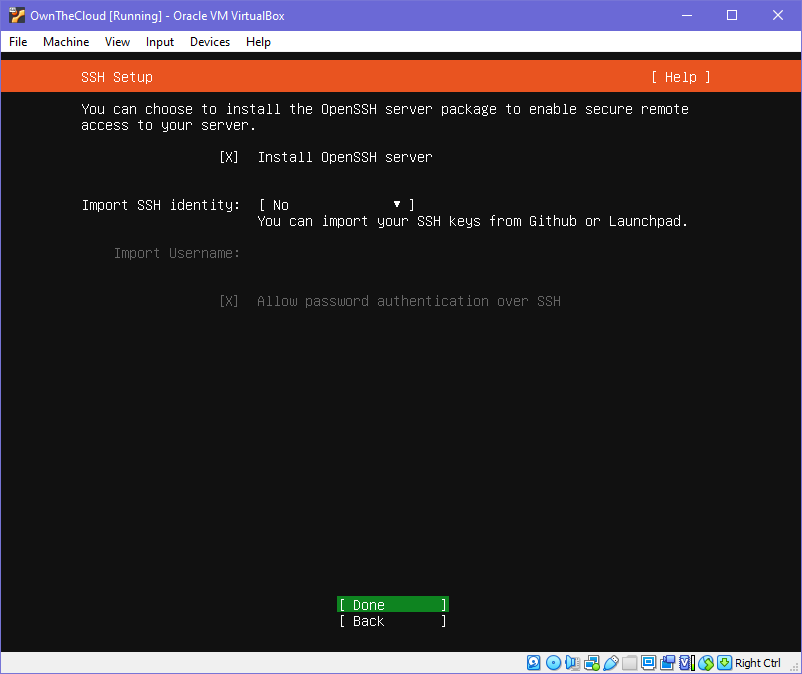 OwnTheCloud [Running] - Oracle VM VirtualBox
File Machine View Input Devices Help
SSH Setup [ Help ]
You can choose to install the OpenSSH server package to enable secure remote
access to your server.
[X] Install OpenSSH server
Import SSH identity: [ No ▾ ]
You can import your SSH keys from Github or Launchpad.
Import Username:
[X] Allow password authentication over SSH
[ Done ]
[ Back ]
Right Ctrl